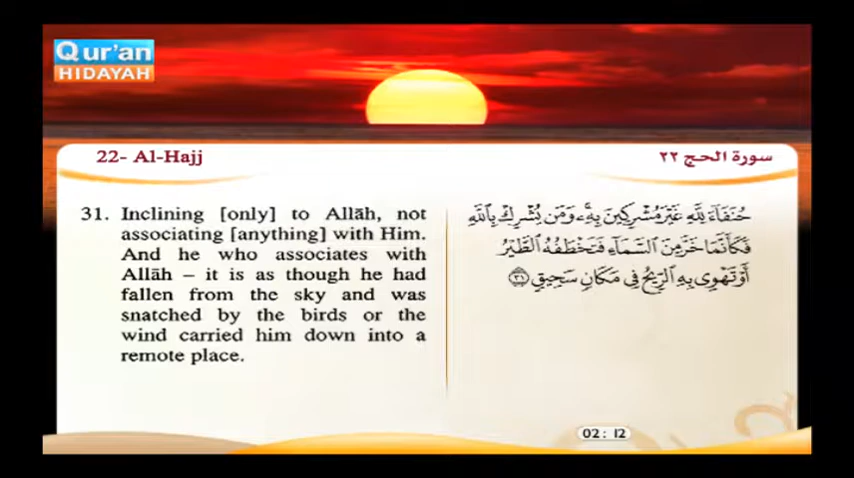 Qur'an
HIDAYAH
22- Al-Hajj
سورة الحج ٢٢
31. Inclining [only] to Allāh, not
associating [anything] with Him.
And he who associates with
Allāh – it is as though he had
fallen from the sky and was
snatched by the birds or the
wind carried him down into a
remote place.
حُنَفَآءَ لِلَّهِ غَيْرَ مُشْرِكِينَ بِهِۦ ۚ وَمَن يُشْرِكْ بِٱللَّهِ
فَكَأَنَّمَا خَرَّ مِنَ ٱلسَّمَآءِ فَتَخْطَفُهُ ٱلطَّيْرُ
أَوْ تَهْوِى بِهِ ٱلرِّيحُ فِى مَكَانٍ سَحِيقٍ ٣١
02: 12